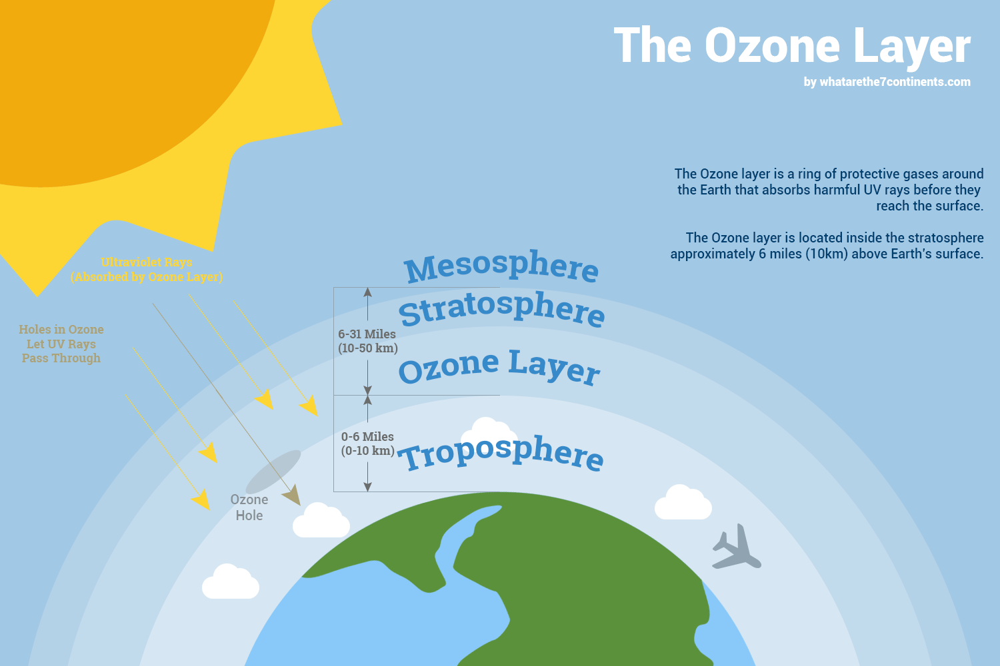 The Ozone Layer
by whatarethe7continents.com
The Ozone layer is a ring of protective gases around
the Earth that absorbs harmful UV rays before they
reach the surface.
The Ozone layer is located inside the stratosphere
approximately 6 miles (10km) above Earth's surface.
Ultraviolet Rays
(Absorbed by Ozone Layer)
Holes in Ozone
Let UV Rays
Pass Through
Mesosphere
Stratosphere
6-31 Miles
(10-50 km)
Ozone Layer
0-6 Miles
(0-10 km)
Troposphere
Ozone
Hole